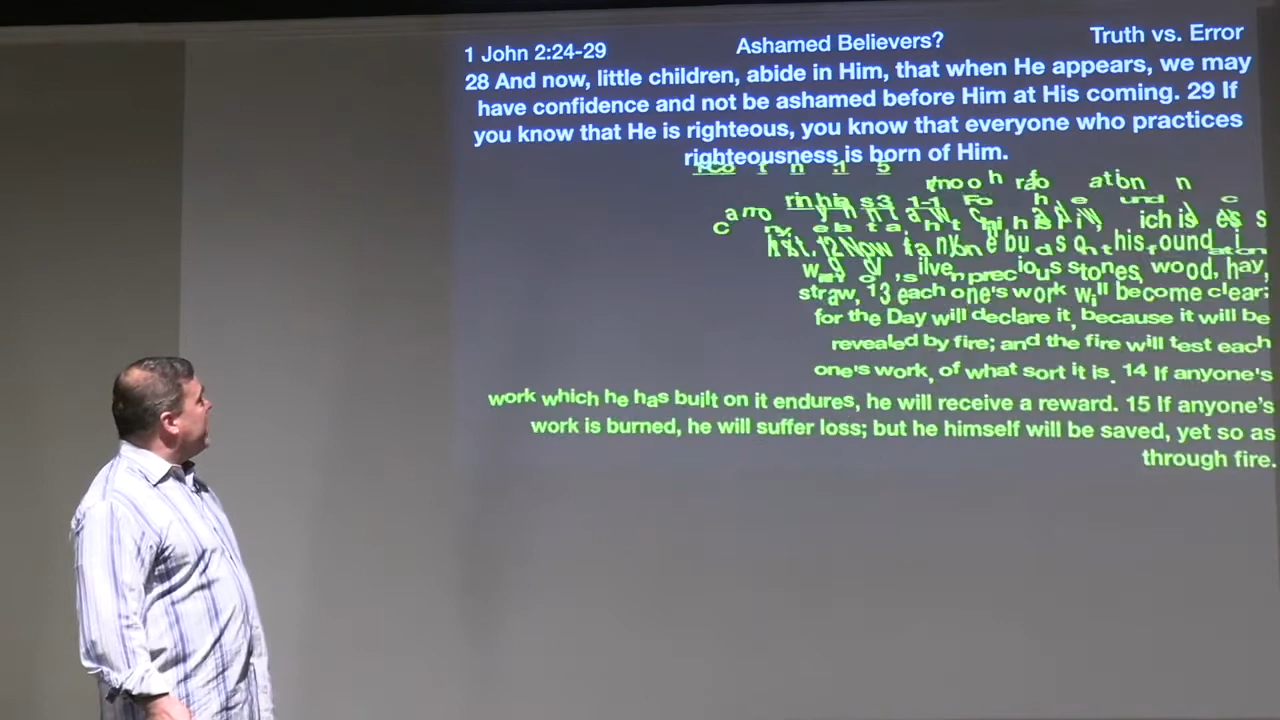 1 John 2:24-29 Ashamed Believers? Truth vs. Error
28 And now, little children, abide in Him, that when He appears, we may
have confidence and not be ashamed before Him at His coming. 29 If
you know that He is righteous, you know that everyone who practices
righteousness is born of Him.
12 Now
precious stones, wood, hay,
straw, 13 each one's work will become clear;
for the Day will declare it, because it will be
revealed by fire; and the fire will test each
one's work, of what sort it is. 14 If anyone's
work which he has built on it endures, he will receive a reward. 15 If anyone's
work is burned, he will suffer loss; but he himself will be saved, yet so as
through fire.